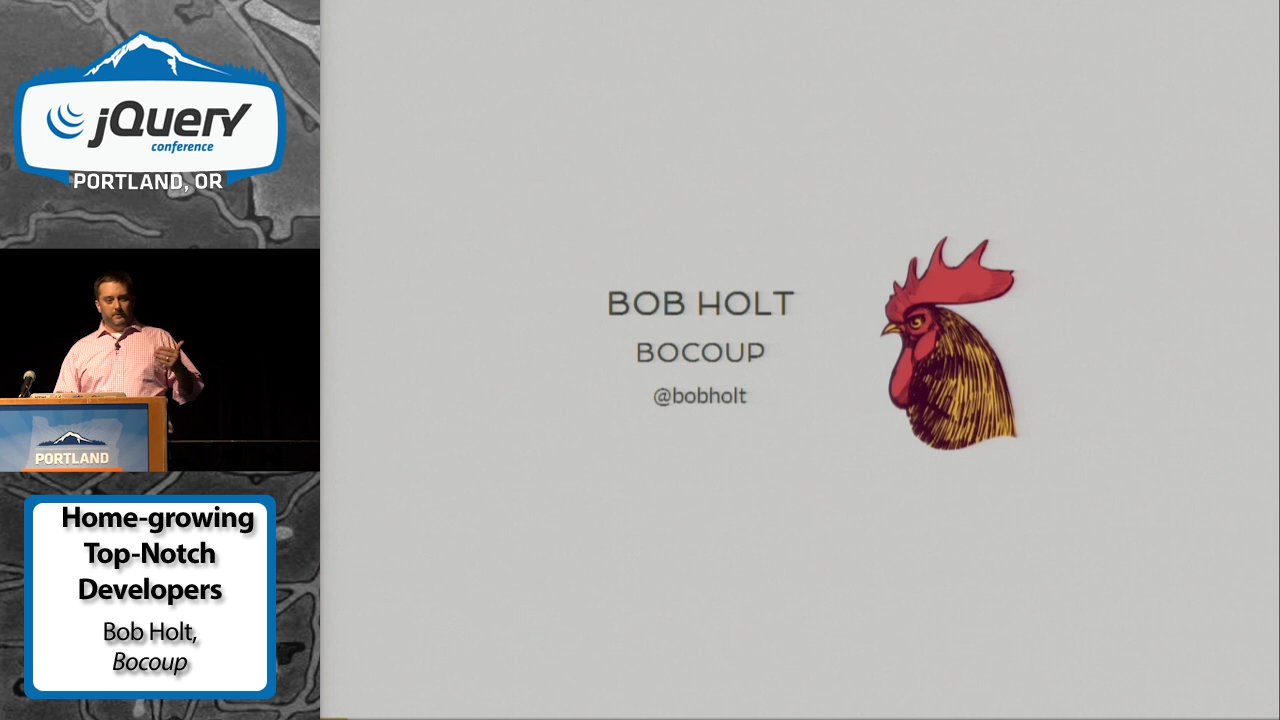 jQuery
conference
PORTLAND, OR
PORTLAND
Home-growing
Top-Notch
Developers
Bob Holt,
Bocoup
BOB HOLT
BOCOUP
@bobholt